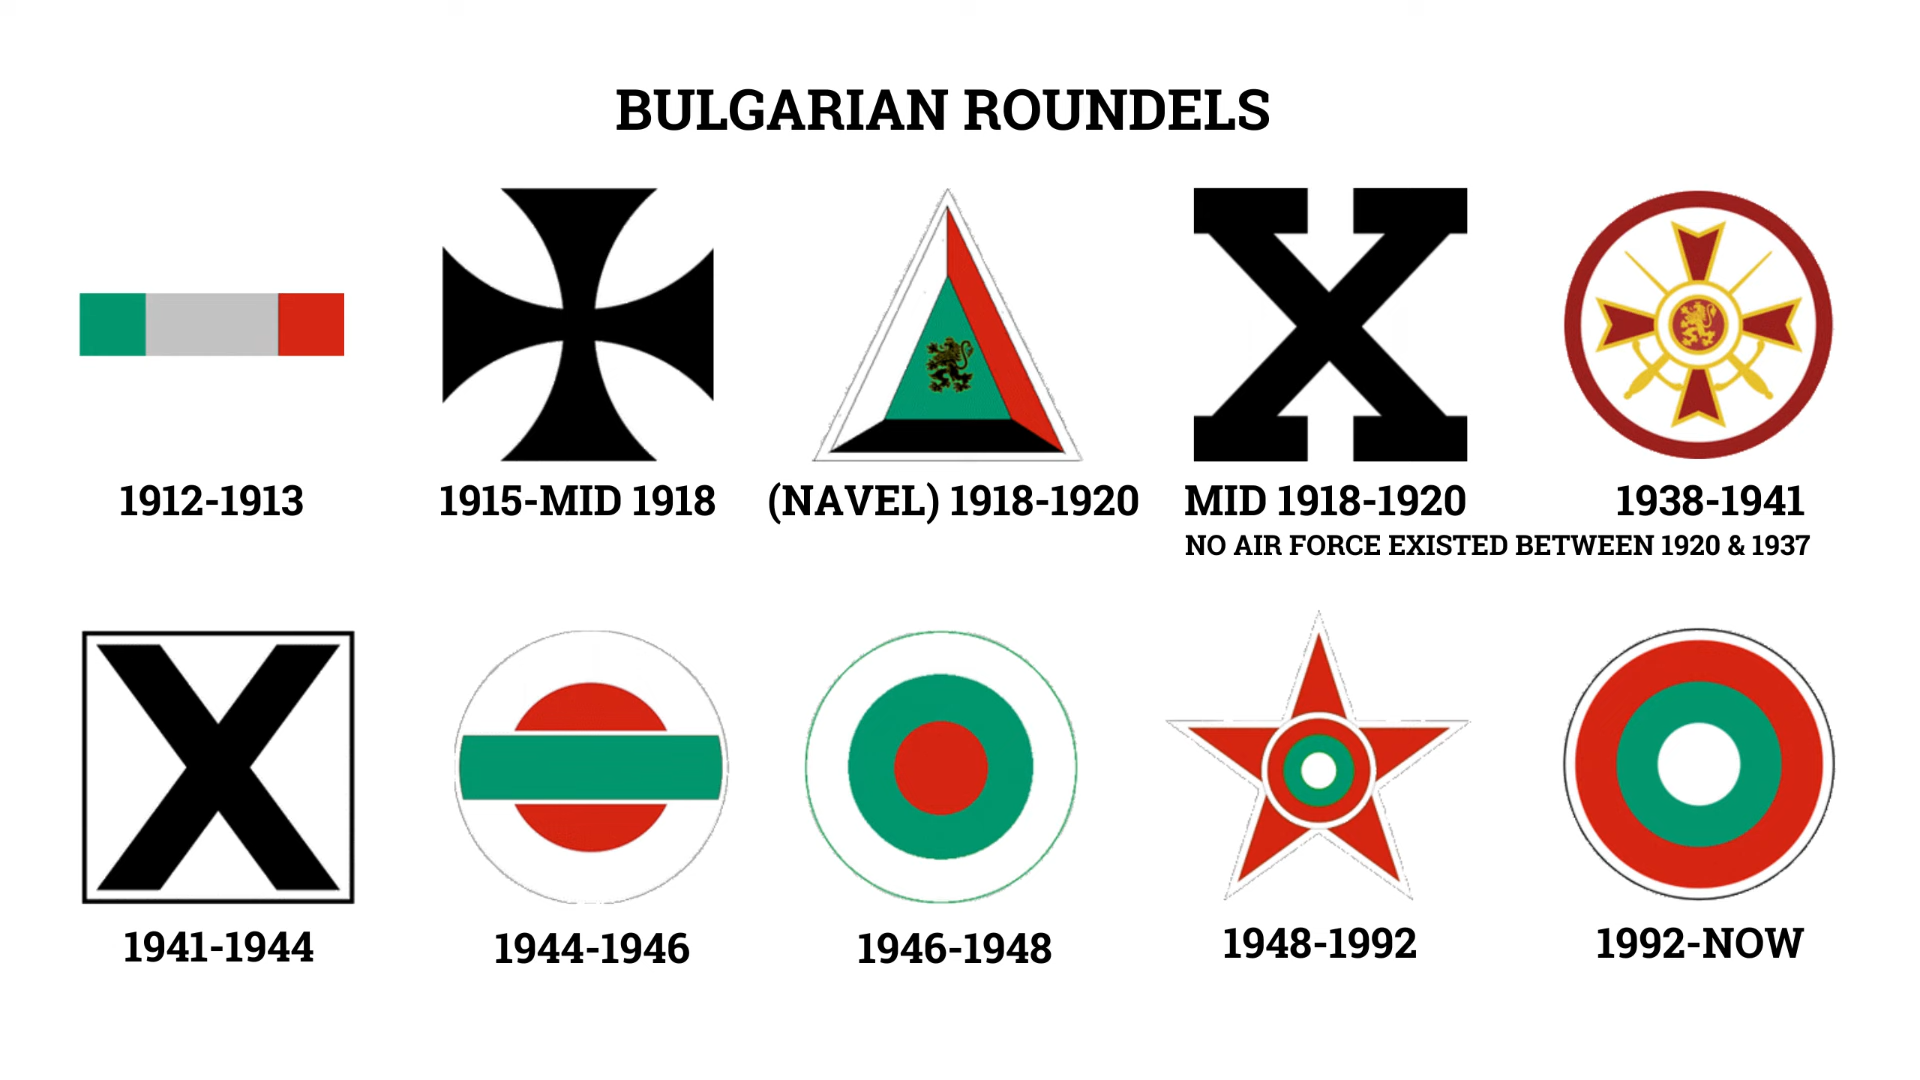 BULGARIAN ROUNDELS
1912-1913
1915-MID 1918
(NAVEL) 1918-1920
MID 1918-1920
1938-1941
NO AIR FORCE EXISTED BETWEEN 1920 & 1937
1941-1944
1944-1946
1946-1948
1948-1992
1992-NOW